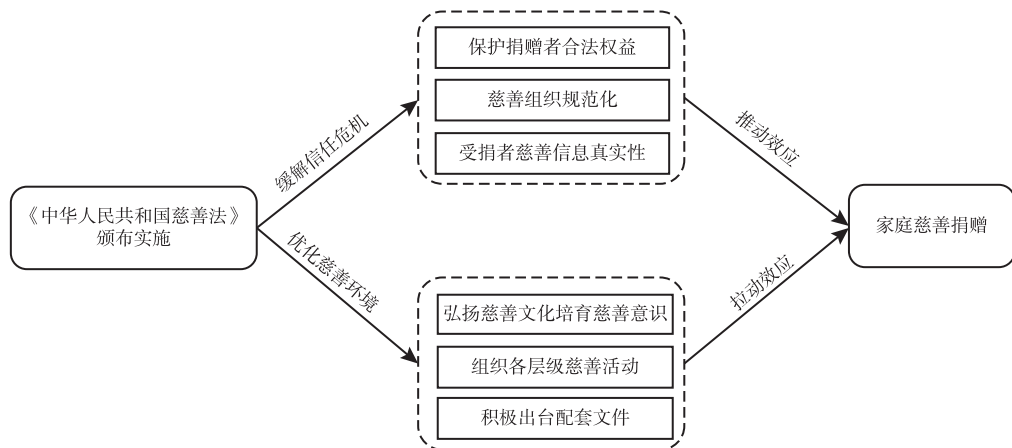 保护捐赠者合法权益
慈善组织规范化
受捐者慈善信息真实性
缓解信任危机
推动效应
《中华人民共和国慈善法》
颁布实施
家庭慈善捐赠
优化慈善环境
拉动效应
弘扬慈善文化培育慈善意识
组织各层级慈善活动
积极出台配套文件